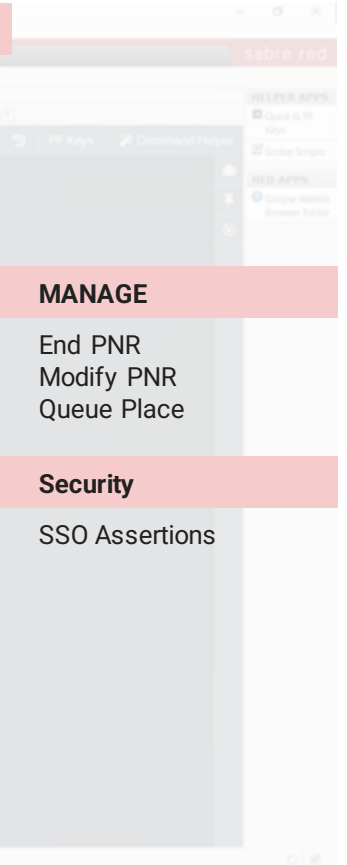 sabre red
HELPER APPS
Quick & PF
Keys
PF Keys
Command Helper
Scribe Scripts
RED APPS
Simple WebKit
Browser Editor
MANAGE
End PNR
Modify PNR
Queue Place
Security
SSO Assertions